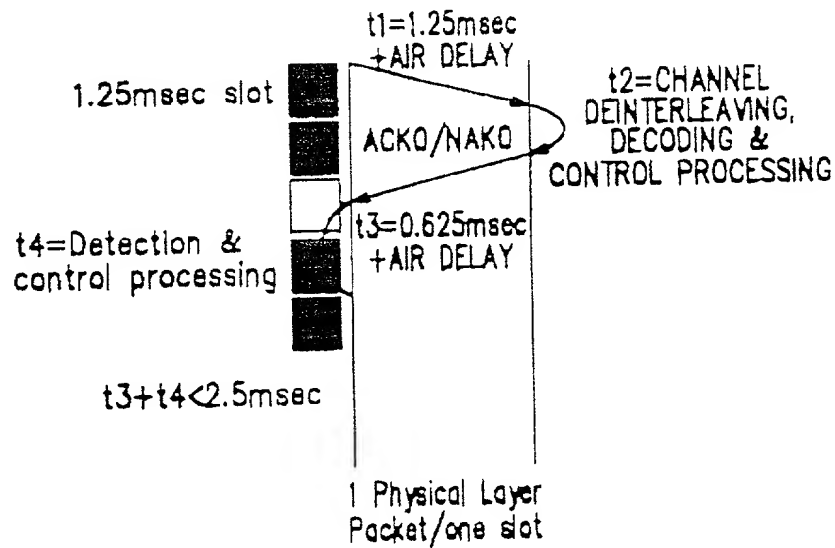 t1=1.25msec
+AIR DELAY
1.25msec slot
t2=CHANNEL
DEINTERLEAVING,
DECODING &
CONTROL PROCESSING
ACKO/NAKO
t3=0.625msec
+AIR DELAY
t4=Detection &
control processing
t3+t4<2.5msec
1 Physical Layer
Packet/one slot